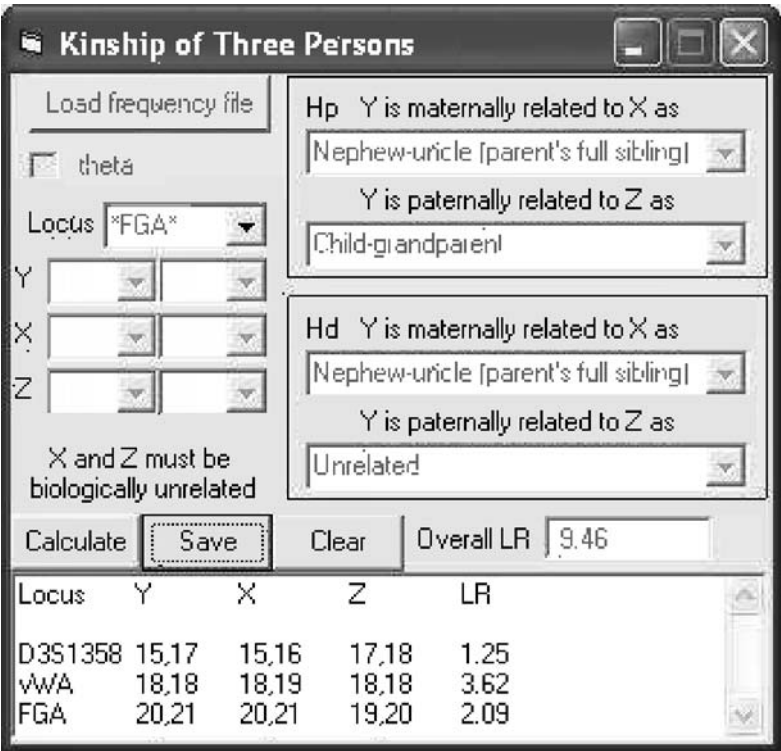 Kinship of Three Persons
Load frequency file
theta
Locus *FGA*
Y
X
Z
X and Z must be
biologically unrelated
Hp Y is maternally related to X as
Nephew-uncle (parent's full sibling)
Y is paternally related to Z as
Child-grandparent
Hd Y is maternally related to X as
Nephew-uncle (parent's full sibling)
Y is paternally related to Z as
Unrelated
Calculate Save Clear Overall LR 9.46
Locus Y X Z LR
D3S1358 15,17 15,16 17,18 1.25
vWA 18,18 18,19 18,18 3.62
FGA 20,21 20,21 19,20 2.09